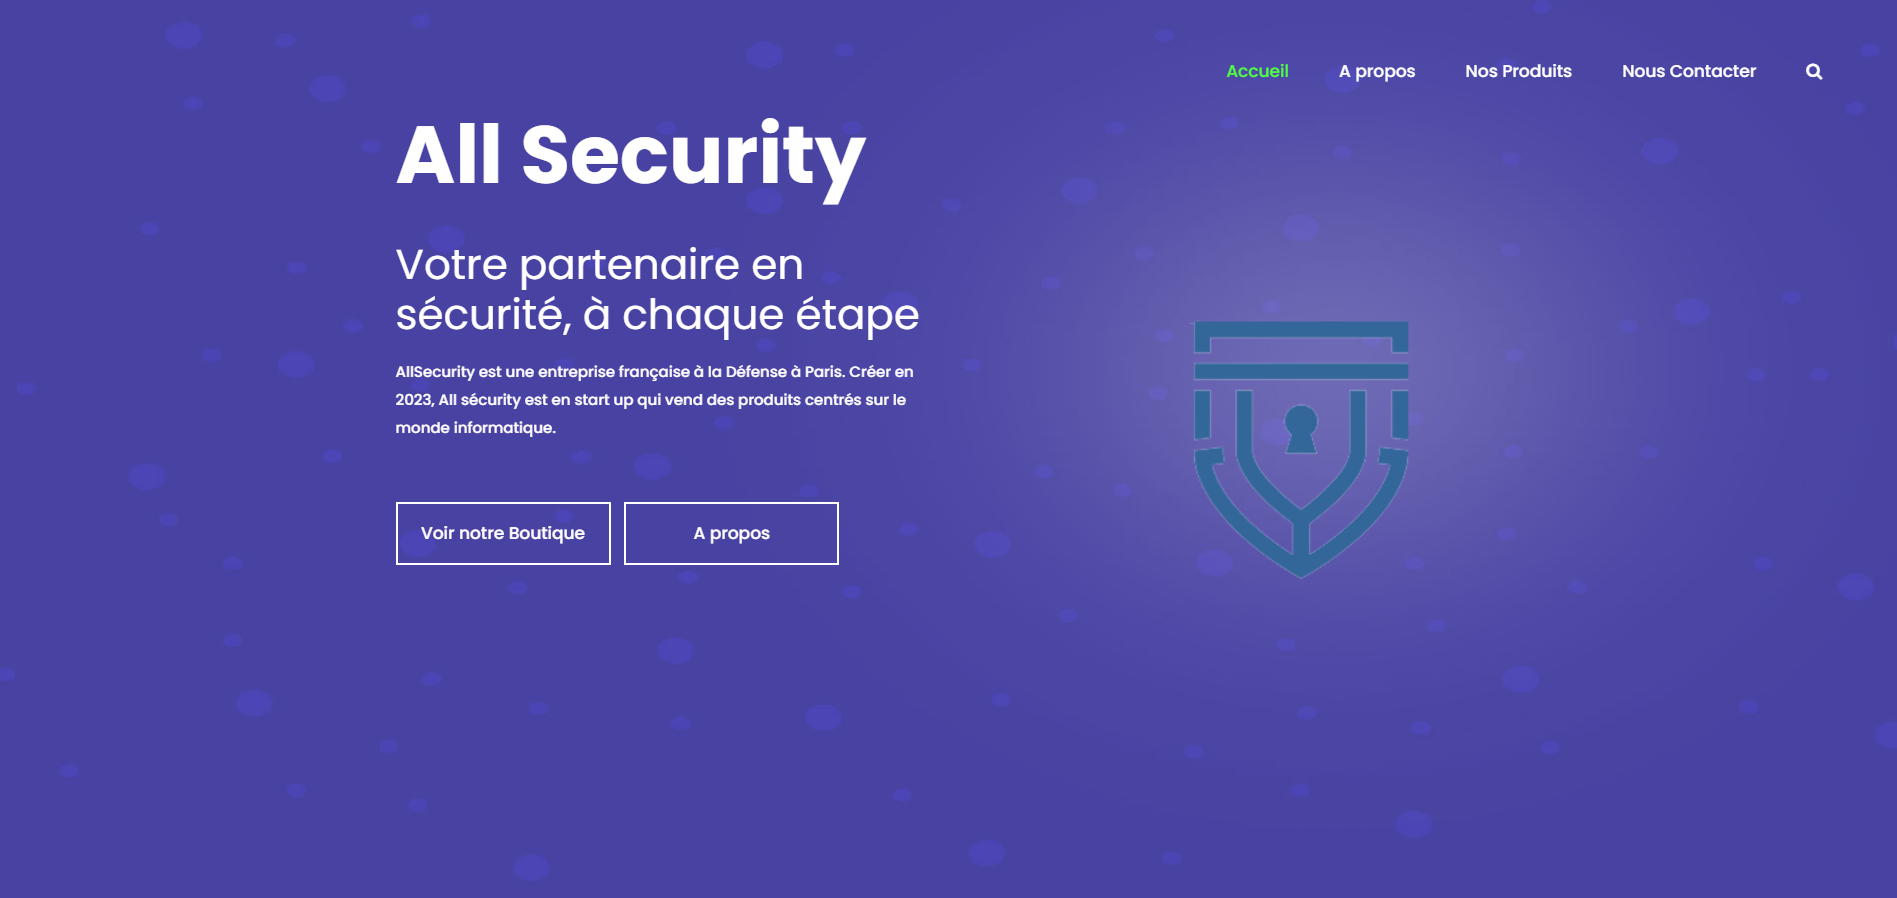 Accueil A propos Nos Produits Nous Contacter
All Security
Votre partenaire en
sécurité, à chaque étape
AllSecurity est une entreprise française à la Défense à Paris. Créer en
2023, All sécurity est en start up qui vend des produits centrés sur le
monde informatique.
Voir notre Boutique A propos